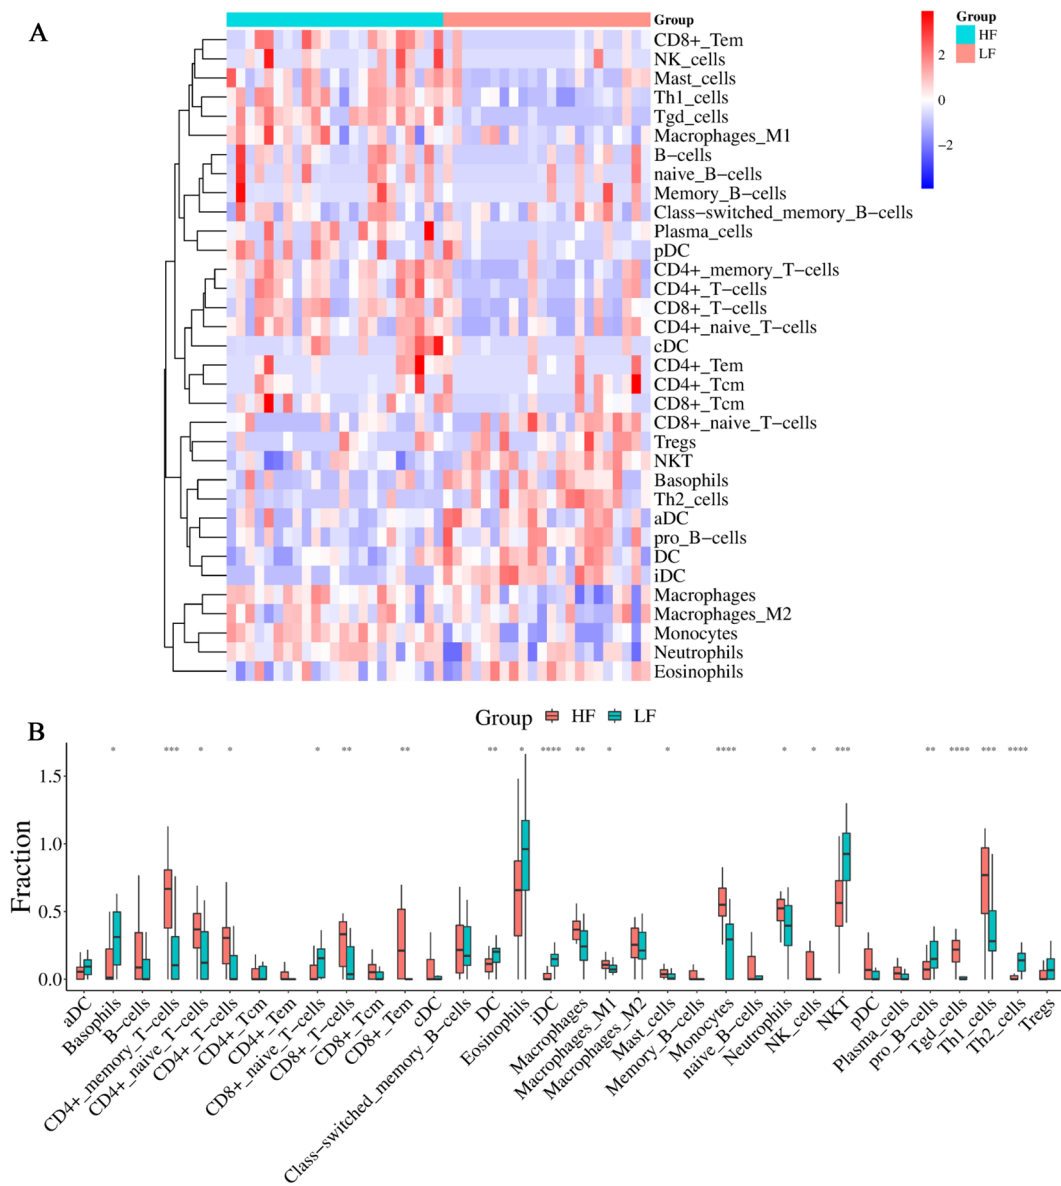 A
Group
CD8+_Tem
NK_cells
Mast_cells
Th1_cells
Tgd_cells
Macrophages_M1
B−cells
naive_B−cells
Memory_B−cells
Class−switched_memory_B−cells
Plasma_cells
pDC
CD4+_memory_T−cells
CD4+_T−cells
CD8+_T−cells
CD4+_naive_T−cells
cDC
CD4+_Tem
CD4+_Tcm
CD8+_Tcm
CD8+_naive_T−cells
Tregs
NKT
Basophils
Th2_cells
aDC
pro_B−cells
DC
iDC
Macrophages
Macrophages_M2
Monocytes
Neutrophils
Eosinophils
2
0
−2
Group
HF
LF
B
Group HF LF
* *** * * * ** ** ** * **** ** * * **** * * *** ** **** *** ****
Fraction
1.5
1.0
0.5
0.0
aDC
Basophils
B−cells
CD4+_memory_T−cells
CD4+_naive_T−cells
CD4+_T−cells
CD4+_Tcm
CD4+_Tem
CD8+_naive_T−cells
CD8+_T−cells
CD8+_Tcm
CD8+_Tem
cDC
Class−switched_memory_B−cells
DC
Eosinophils
iDC
Macrophages
Macrophages_M1
Macrophages_M2
Mast_cells
Memory_B−cells
Monocytes
naive_B−cells
Neutrophils
NK_cells
NKT
pDC
Plasma_cells
pro_B−cells
Tgd_cells
Th1_cells
Th2_cells
Tregs